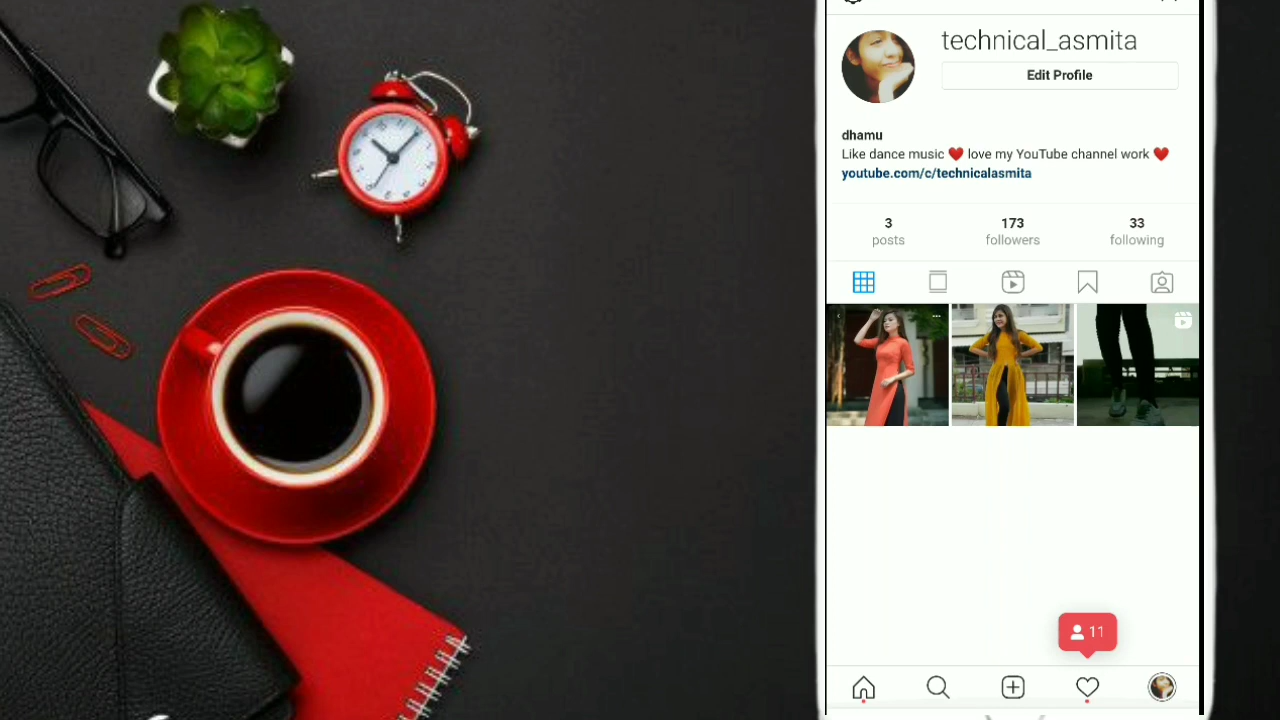 technical_asmita
Edit Profile
dhamu
Like dance music ❤️ love my YouTube channel work ❤️
youtube.com/c/technicalasmita
3 173 33
posts followers following
11